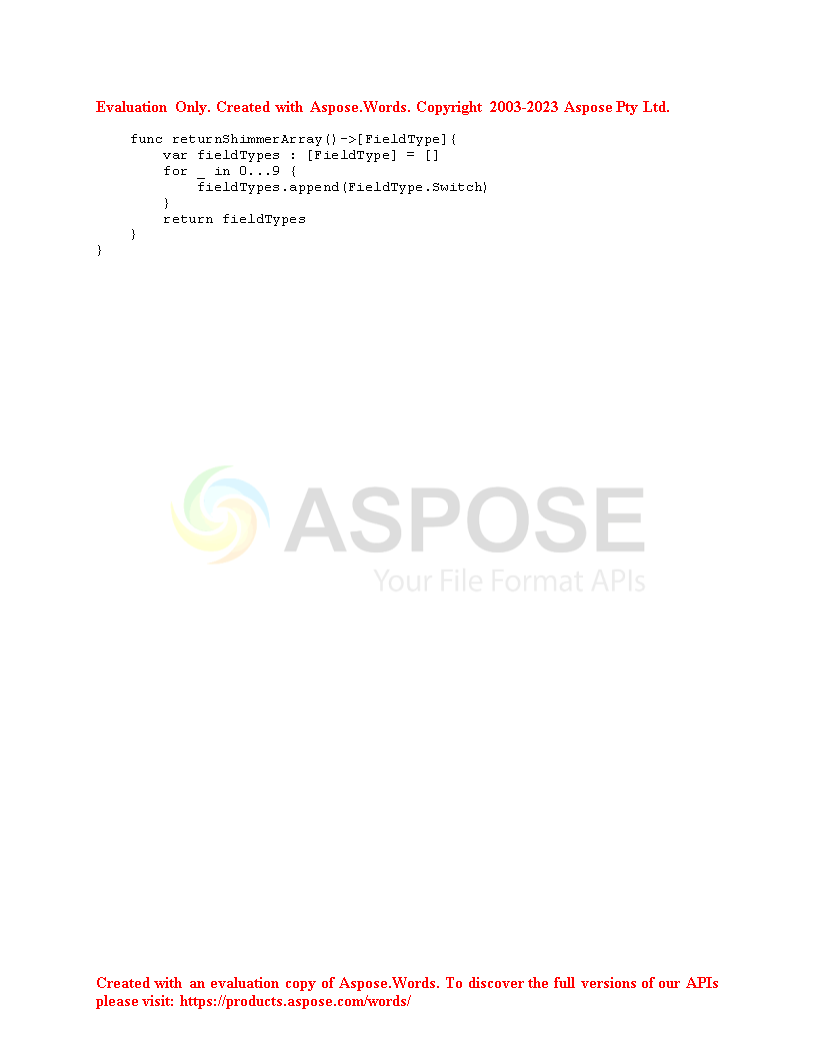 Evaluation Only. Created with Aspose.Words. Copyright 2003-2023 Aspose Pty Ltd.
    func returnShimmerArray()->[FieldType]{
        var fieldTypes : [FieldType] = []
        for _ in 0...9 {
            fieldTypes.append(FieldType.Switch)
        }
        return fieldTypes
    }
}
ASPOSE
Your File Format APIs
Created with an evaluation copy of Aspose.Words. To discover the full versions of our APIs
please visit: https://products.aspose.com/words/